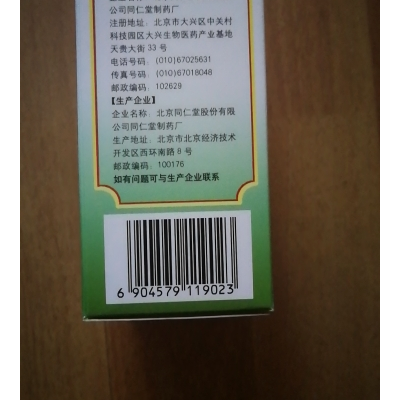 公司同仁堂制药厂
注册地址：北京市大兴区中关村
科技园区大兴生物医药产业基地
天贵大街 33 号
电话号码：(010)67025631
传真号码：(010)67018048
邮政编码：102629
【生产企业】
企业名称：北京同仁堂股份有限
公司同仁堂制药厂
生产地址：北京市北京经济技术
开发区西环南路 8 号
邮政编码：100176
如有问题可与生产企业联系
6 904579 119023